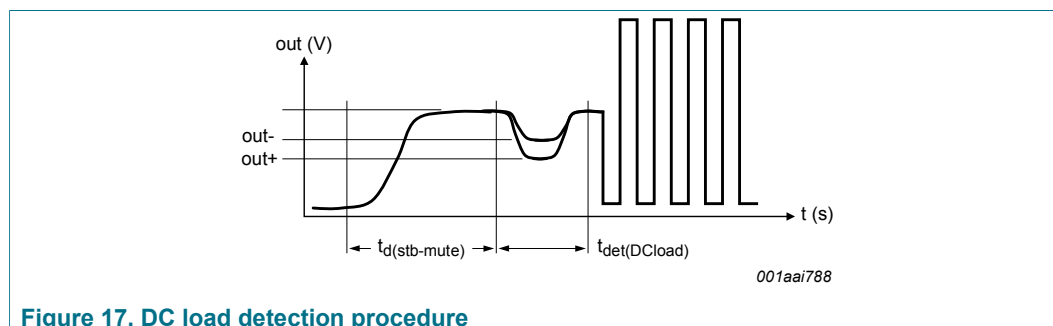 out (V)
out-
out+
t (s)
td(stb-mute)
tdet(DCload)
001aai788
Figure 17. DC load detection procedure